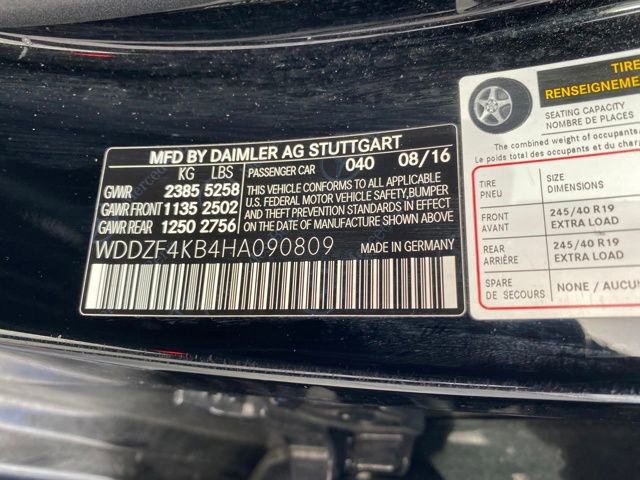 MFD BY DAIMLER AG STUTTGART
KG LBS PASSENGER CAR 040 08/16
GVWR 2385 5258
GAWR FRONT 1135 2502
GAWR REAR 1250 2756
THIS VEHICLE CONFORMS TO ALL APPLICABLE
U.S. FEDERAL MOTOR VEHICLE SAFETY, BUMPER
AND THEFT PREVENTION STANDARDS IN EFFECT
ON THE DATE OF MANUFACTURE SHOWN ABOVE
WDDZF4KB4HA090809 MADE IN GERMANY
TIRE
RENSEIGNEME
SEATING CAPACITY
NOMBRE DE PLACES
The combined weight of occupants
Le poids total des occupants et du
TIRE
PNEU
SIZE
DIMENSIONS
FRONT
AVANT
245/40 R19
EXTRA LOAD
REAR
ARRIÈRE
245/40 R19
EXTRA LOAD
SPARE
DE SECOURS
NONE / AUCUN